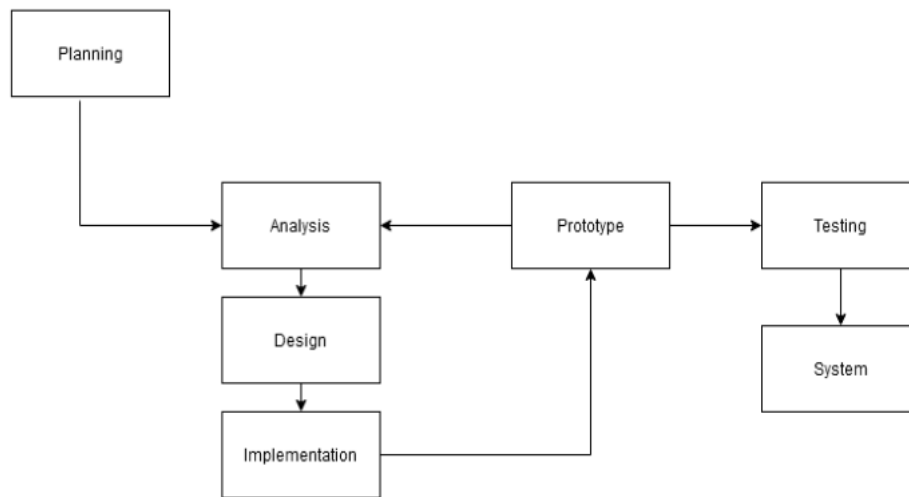 Planning
Analysis
Prototype
Testing
Design
System
Implementation